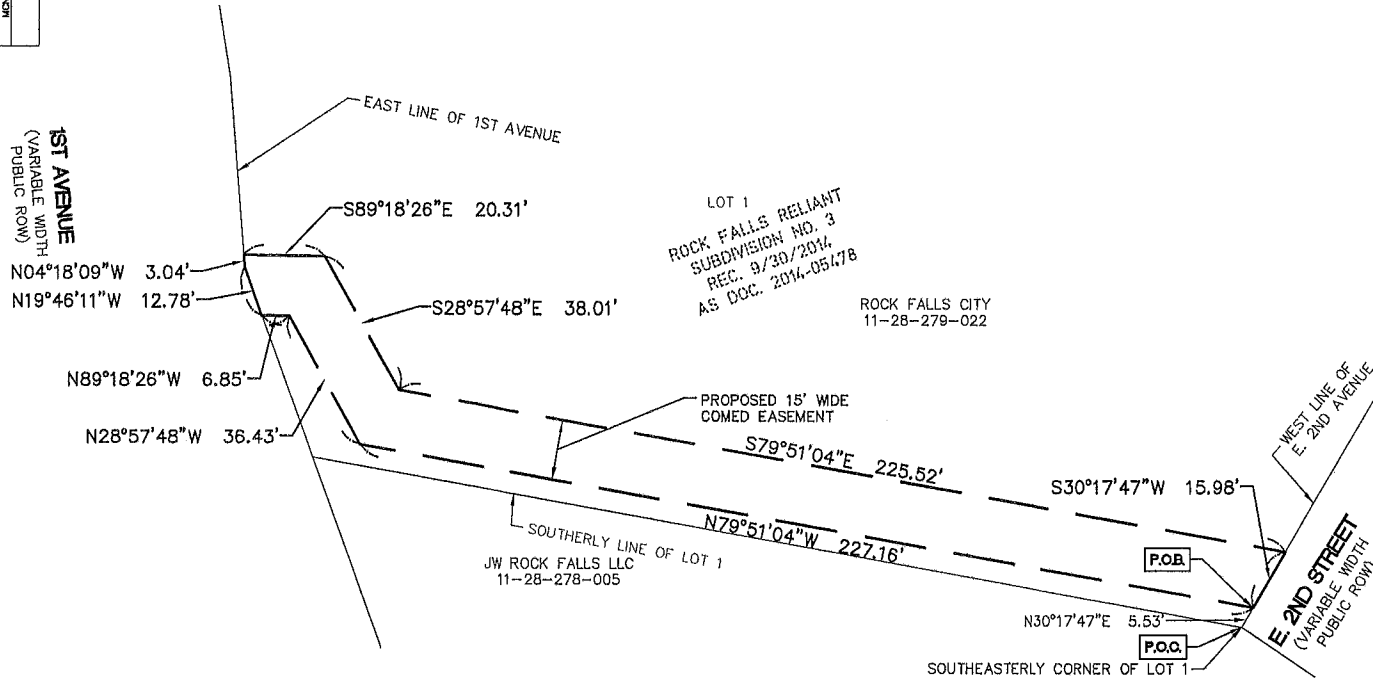 MCN
EAST LINE OF 1ST AVENUE
1ST AVENUE
(VARIABLE WIDTH
PUBLIC ROW)
S89°18'26"E 20.31'
LOT 1
ROCK FALLS RELIANT
SUBDIVISION NO. 3
REC. 9/30/2014
AS DOC. 2014-05478
N04°18'09"W 3.04'
N19°46'11"W 12.78'
S28°57'48"E 38.01'
ROCK FALLS CITY
11-28-279-022
N89°18'26"W 6.85'
PROPOSED 15' WIDE
COMED EASEMENT
WEST LINE OF
E. 2ND AVENUE
N28°57'48"W 36.43'
S79°51'04"E 225.52'
S30°17'47"W 15.98'
SOUTHERLY LINE OF LOT 1
N79°51'04"W 227.16'
JW ROCK FALLS LLC
11-28-278-005
P.O.B.
E. 2ND STREET
(VARIABLE WIDTH
PUBLIC ROW)
N30°17'47"E 5.53'
P.O.C.
SOUTHEASTERLY CORNER OF LOT 1